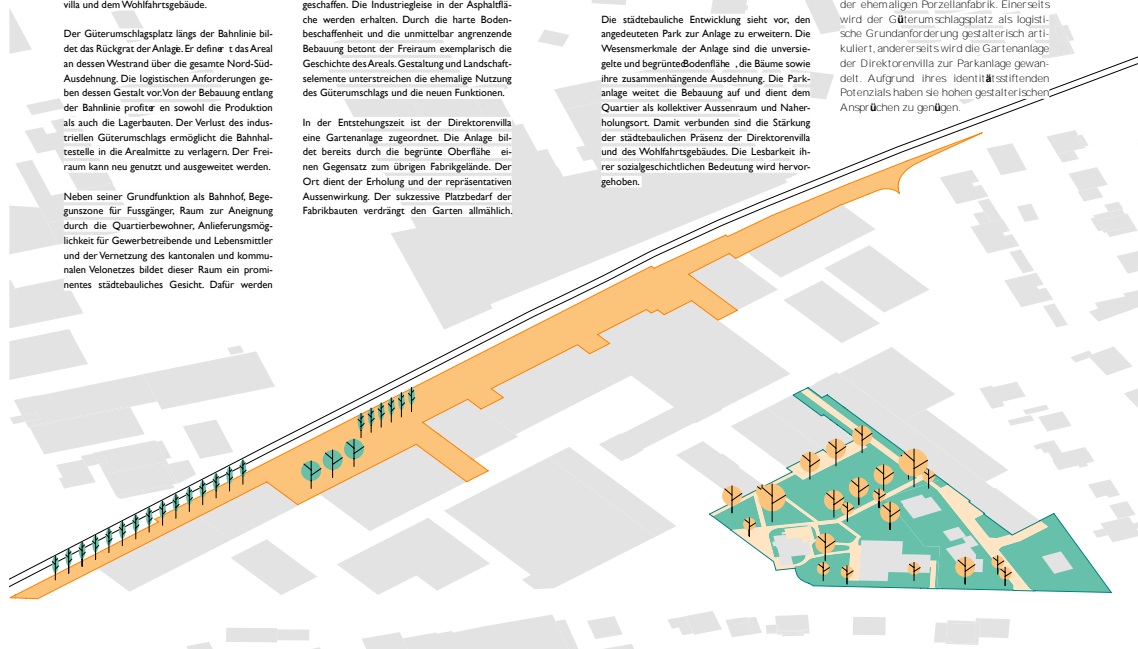 villa und dem Wohlfahrtsgebäude.
Der Güterumschlagsplatz längs der Bahnlinie bil-
det das Rückgrat der Anlage. Er definer t das Areal
an dessen Westrand über die gesamte Nord-Süd-
Ausdehnung. Die logistischen Anforderungen ge-
ben dessen Gestalt vor. Von der Bebauung entlang
der Bahnlinie profiter en sowohl die Produktion
als auch die Lagerbauten. Der Verlust des indus-
triellen Güterumschlags ermöglicht die Bahnhal-
testelle in die Arealmitte zu verlagern. Der Frei-
raum kann neu genutzt und ausgeweitet werden.
Neben seiner Grundfunktion als Bahnhof, Bege-
gunszone für Fussgänger, Raum zur Aneignung
durch die Quartierbewohner, Anlieferungsmög-
lichkeit für Gewerbetreibende und Lebensmittler
und der Vernetzung des kantonalen und kommu-
nalen Velonetzes bildet dieser Raum ein promi-
nentes städtebauliches Gesicht. Dafür werden
geschaffen. Die Industriegleise in der Asphaltflä-
che werden erhalten. Durch die harte Boden-
beschaffenheit und die unmittelbar angrenzende
Bebauung betont der Freiraum exemplarisch die
Geschichte des Areals. Gestaltung und Landschaft-
selemente unterstreichen die ehemalige Nutzung
des Güterumschlags und die neuen Funktionen.
In der Entstehungszeit ist der Direktorenvilla
eine Gartenanlage zugeordnet. Die Anlage bil-
det bereits durch die begrünte Oberflähe ei-
nen Gegensatz zum übrigen Fabrikgelände. Der
Ort dient der Erholung und der repräsentativen
Aussenwirkung. Der sukzessive Platzbedarf der
Fabrikbauten verdrängt den Garten allmählich.
Die städtebauliche Entwicklung sieht vor, den
angedeuteten Park zur Anlage zu erweitern. Die
Wesensmerkmale der Anlage sind die unversie-
gelte und begrünte Bodenflähe , die Bäume sowie
ihre zusammenhängende Ausdehnung. Die Park-
anlage weitet die Bebauung auf und dient dem
Quartier als kollektiver Aussenraum und Naher-
holungsort. Damit verbunden sind die Stärkung
der städtebaulichen Präsenz der Direktorenvilla
und des Wohlfahrtsgebäudes. Die Lesbarkeit ih-
rer sozialgeschichtlichen Bedeutung wird hervor-
gehoben.
der ehemaligen Porzellanfabrik. Einerseits
wird der Güterumschlagsplatz als logisti-
sche Grundanforderung gestalterisch arti-
kuliert, andererseits wird die Gartenanlage
der Direktorenvilla zur Parkanlage gewan-
delt. Aufgrund ihres identitätsstiftenden
Potenzials haben sie hohen gestalterischen
Ansprüchen zu genügen.